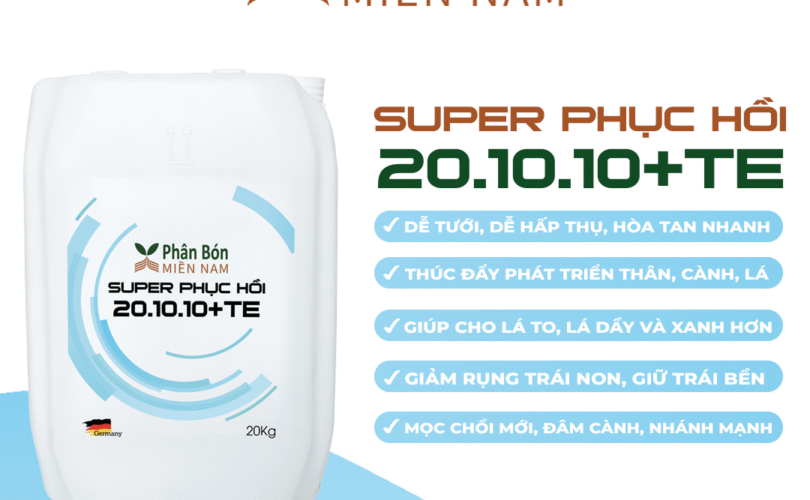 MIỀN NAM
SUPER PHỤC HỒI
20.10.10+TE
✓ DỄ TƯỚI, DỄ HẤP THỤ, HÒA TAN NHANH
✓ THÚC ĐẨY PHÁT TRIỂN THÂN, CÀNH, LÁ
✓ GIÚP CHO LÁ TO, LÁ DẦY VÀ XANH HƠN
✓ GIẢM RỤNG TRÁI NON, GIỮ TRÁI BỀN
✓ MỌC CHỒI MỚI, ĐÂM CÀNH, NHÁNH MẠNH
Phân Bón
MIỀN NAM
SUPER PHỤC HỒI
20.10.10+TE
Germany
20Kg